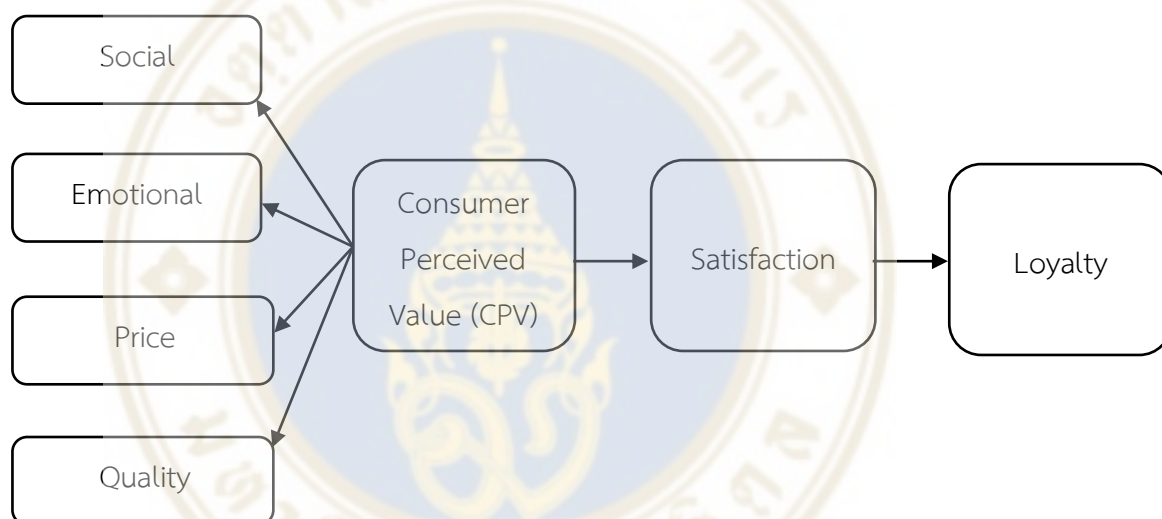 Social
Emotional
Price
Quality
Consumer
Perceived
Value (CPV)
Satisfaction
Loyalty